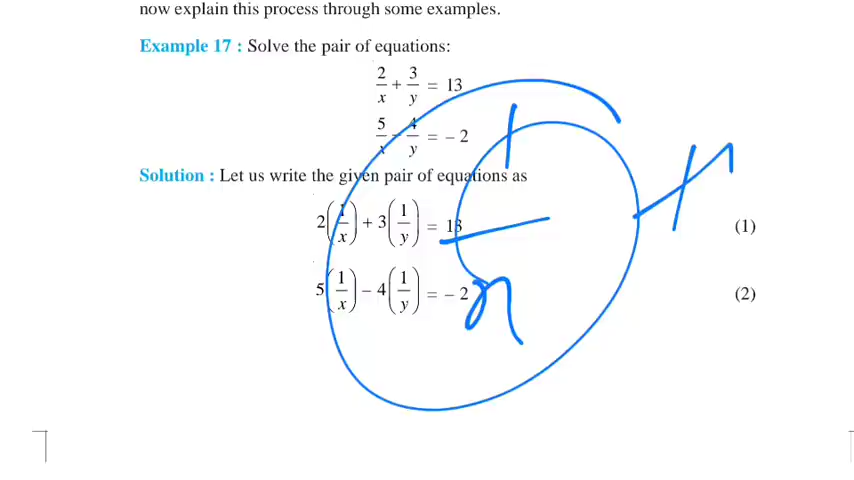 now explain this process through some examples.
Example 17 : Solve the pair of equations:
2/x + 3/y = 13
5/x − 4/y = − 2
Solution : Let us write the given pair of equations as
2(1/x) + 3(1/y) = 13 (1)
5(1/x) − 4(1/y) = − 2 (2)